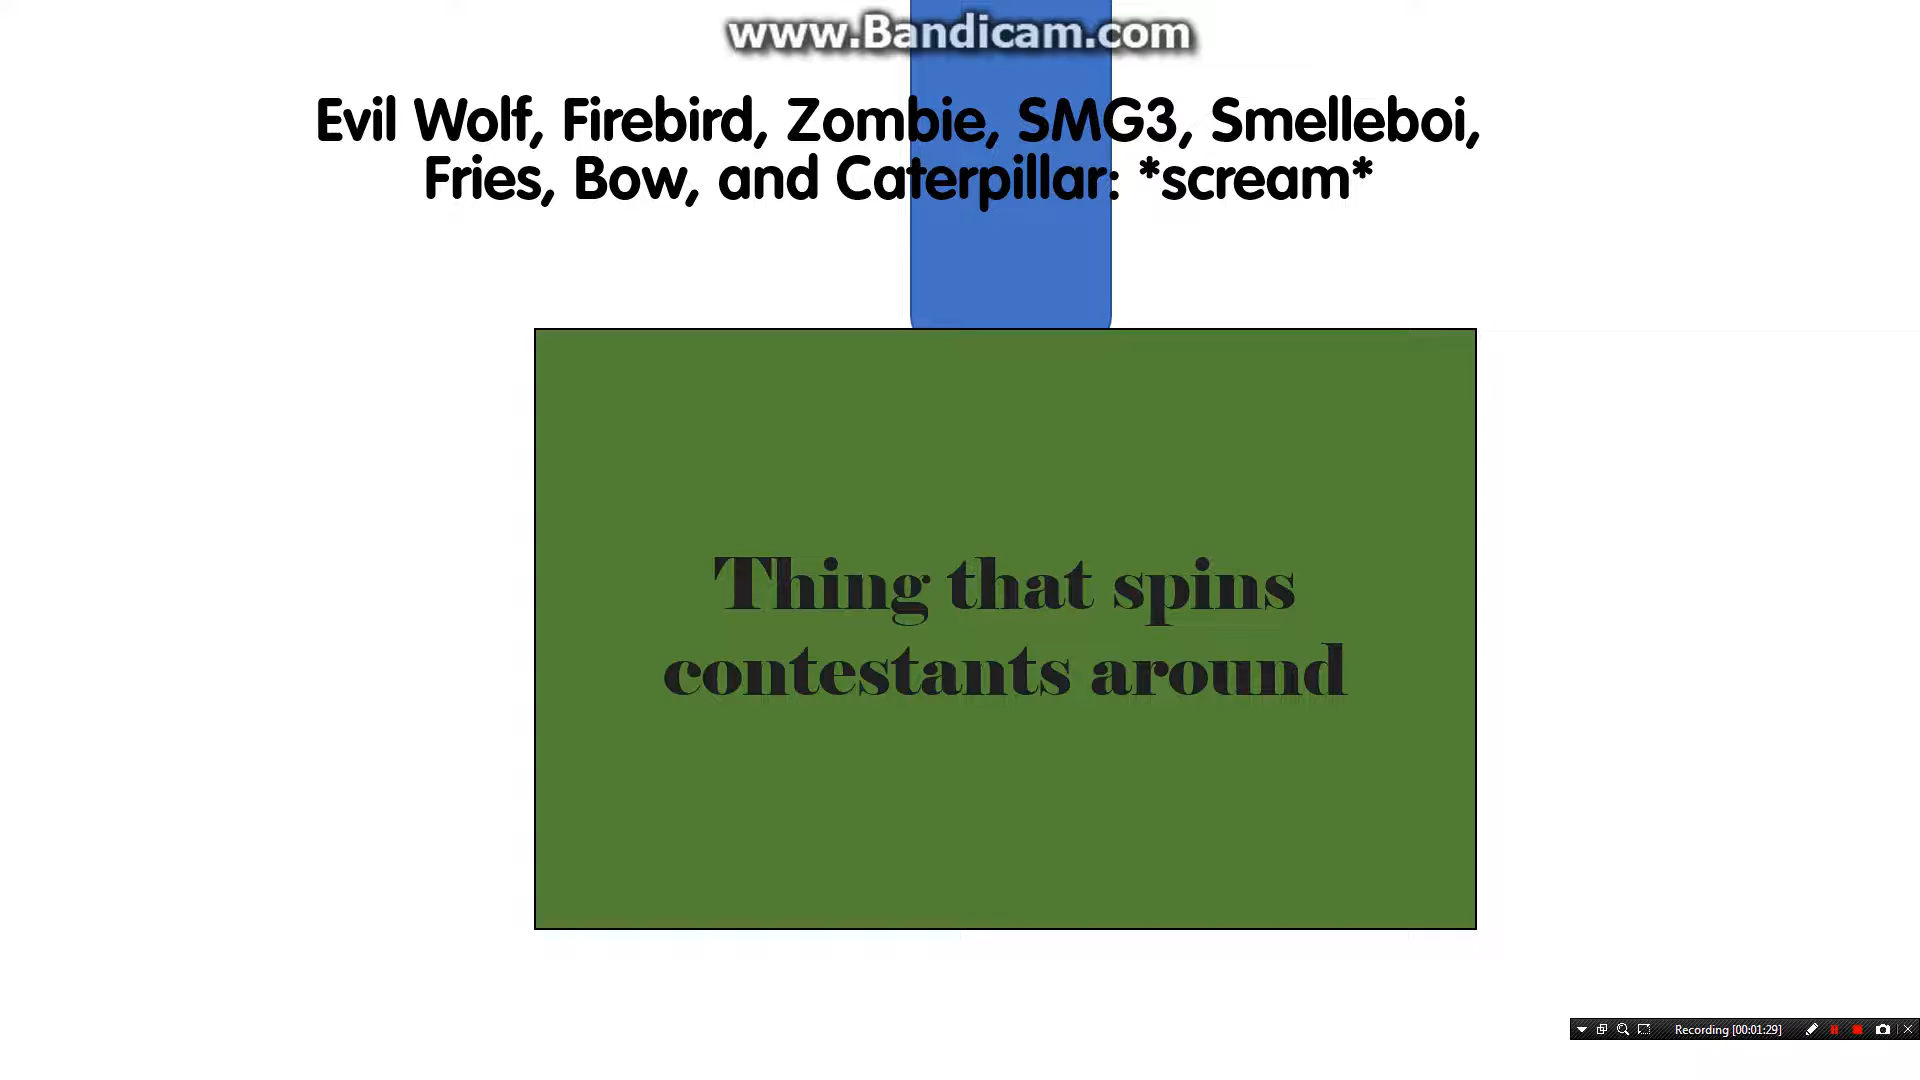 www.Bandicam.com
Evil Wolf, Firebird, Zombie, SMG3, Smelleboi,
Fries, Bow, and Caterpillar: *scream*
Thing that spins
contestants around
Recording [00:01:29]